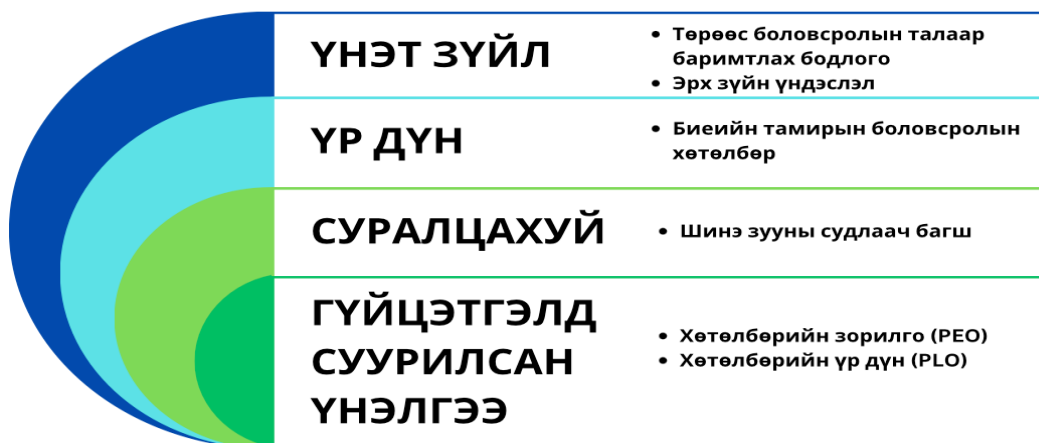 ҮНЭТ ЗҮЙЛ
• Төрөөс боловсролын талаар
баримтлах бодлого
• Эрх зүйн үндэслэл
ҮР ДҮН
• Биеийн тамирын боловсролын
хөтөлбөр
СУРАЛЦАХУЙ
• Шинэ зууны судлаач багш
ГҮЙЦЭТГЭЛД
СУУРИЛСАН
ҮНЭЛГЭЭ
• Хөтөлбөрийн зорилго (PEO)
• Хөтөлбөрийн үр дүн (PLO)